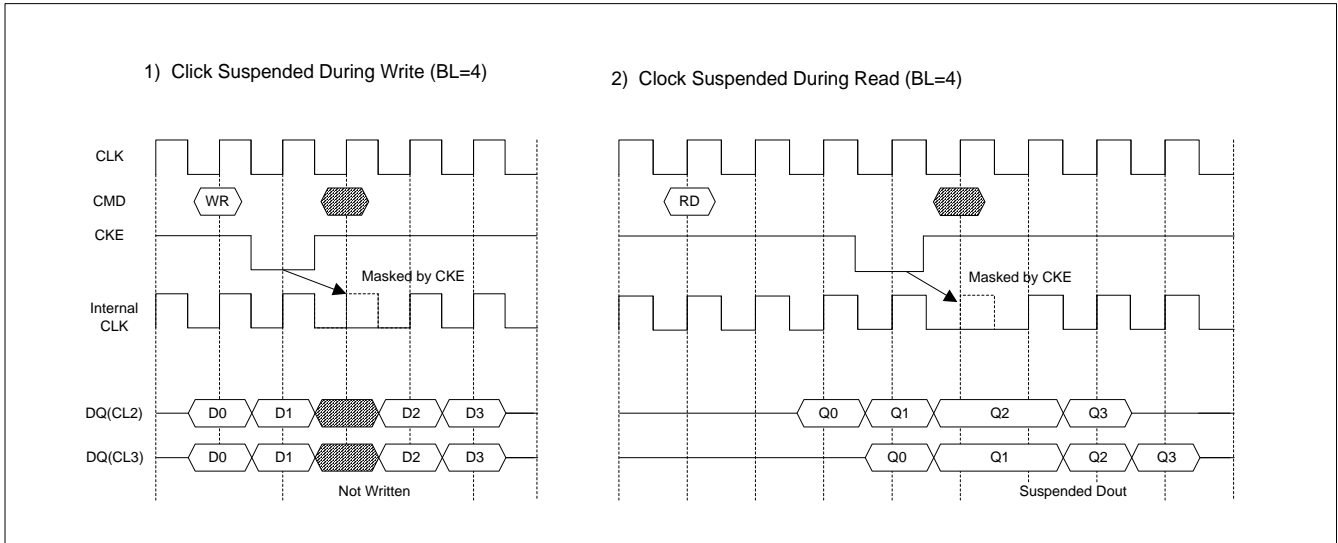 1) Click Suspended During Write (BL=4)
2) Clock Suspended During Read (BL=4)
CLK
CMD
WR
RD
CKE
Masked by CKE
Masked by CKE
Internal
CLK
DQ(CL2)
D0 D1 D2 D3
Q0 Q1 Q2 Q3
DQ(CL3)
D0 D1 D2 D3
Q0 Q1 Q2 Q3
Not Written
Suspended Dout